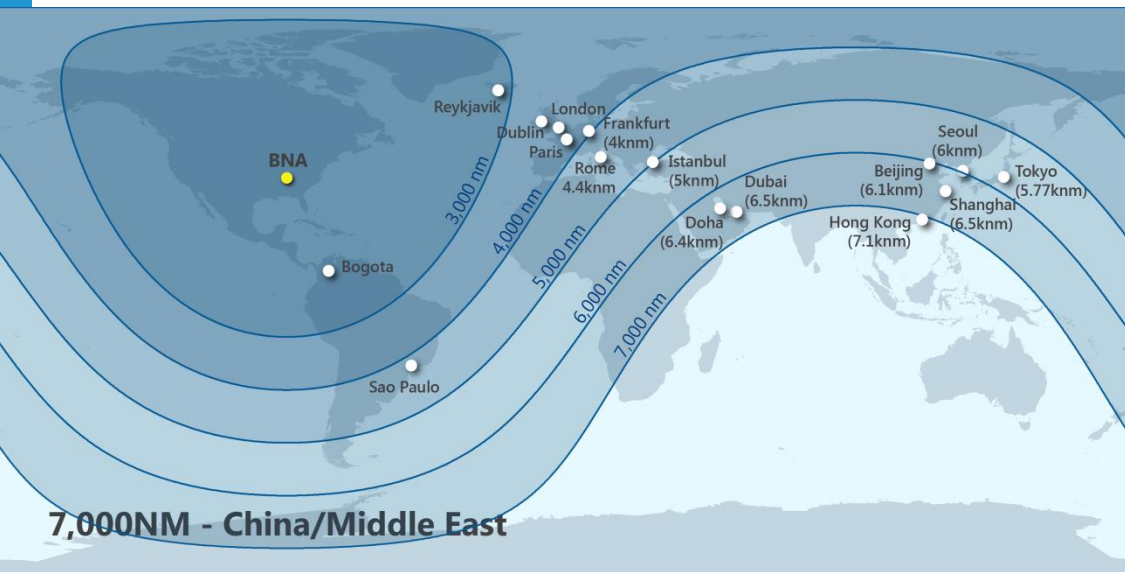 Reykjavik
London
Dublin
Frankfurt
(4knm)
Paris
Rome
4.4knm
Istanbul
(5knm)
Seoul
(6knm)
Beijing
(6.1knm)
Tokyo
(5.77knm)
Dubai
(6.5knm)
Doha
(6.4knm)
Shanghai
(6.5knm)
Hong Kong
(7.1knm)
BNA
Bogota
Sao Paulo
3,000 nm
4,000 nm
5,000 nm
6,000 nm
7,000 nm
7,000NM - China/Middle East